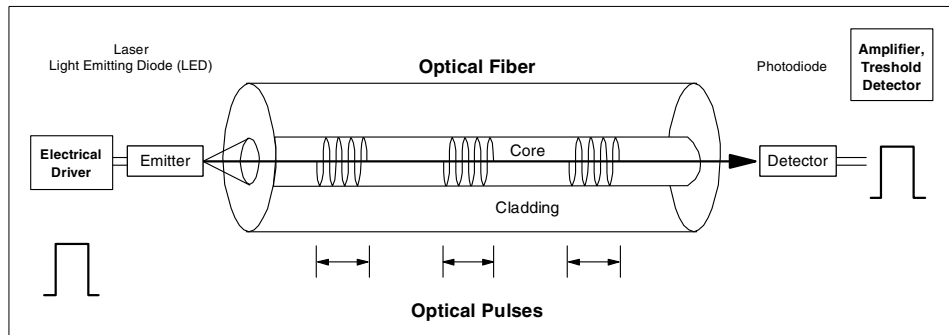 Laser
Light Emitting Diode (LED)
Optical Fiber
Photodiode
Amplifier,
Treshold
Detector
Electrical
Driver
Emitter
Core
Detector
Cladding
Optical Pulses